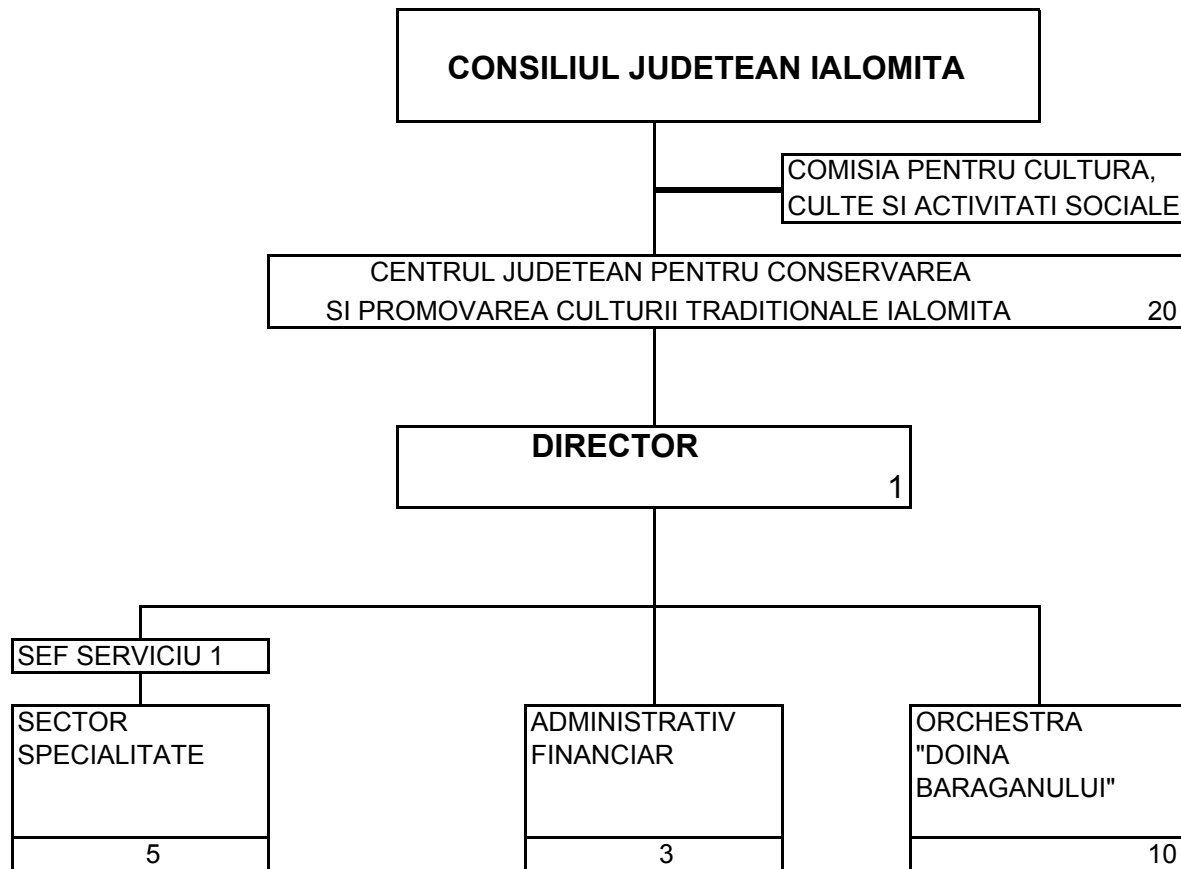 CONSILIUL JUDETEAN IALOMITA
COMISIA PENTRU CULTURA,
CULTE SI ACTIVITATI SOCIALE
CENTRUL JUDETEAN PENTRU CONSERVAREA
SI PROMOVAREA CULTURII TRADITIONALE IALOMITA 20
DIRECTOR
1
SEF SERVICIU 1
SECTOR
SPECIALITATE
5
ADMINISTRATIV
FINANCIAR
3
ORCHESTRA
"DOINA
BARAGANULUI"
10